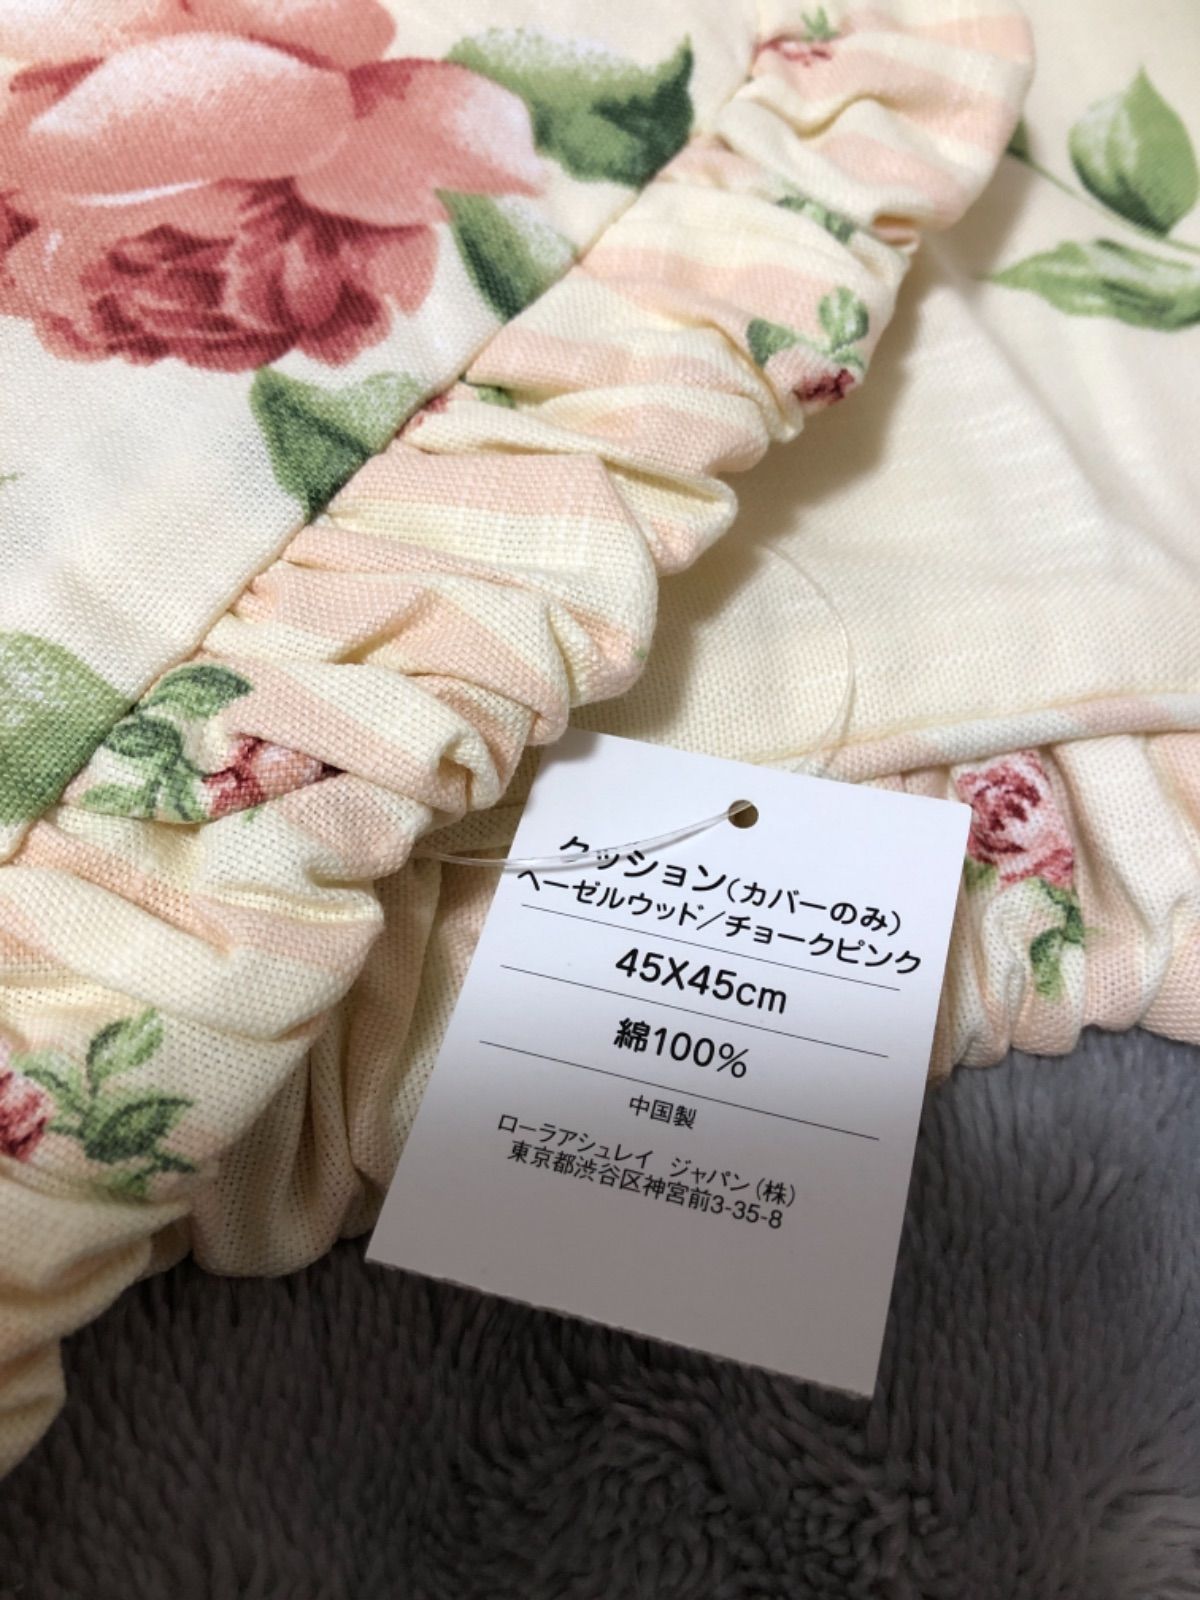 クッション(カバーのみ)
ヘーゼルウッド/チョークピンク
45X45cm
綿100%
中国製
ローラアシュレイ ジャパン(株)
東京都渋谷区神宮前3-35-8